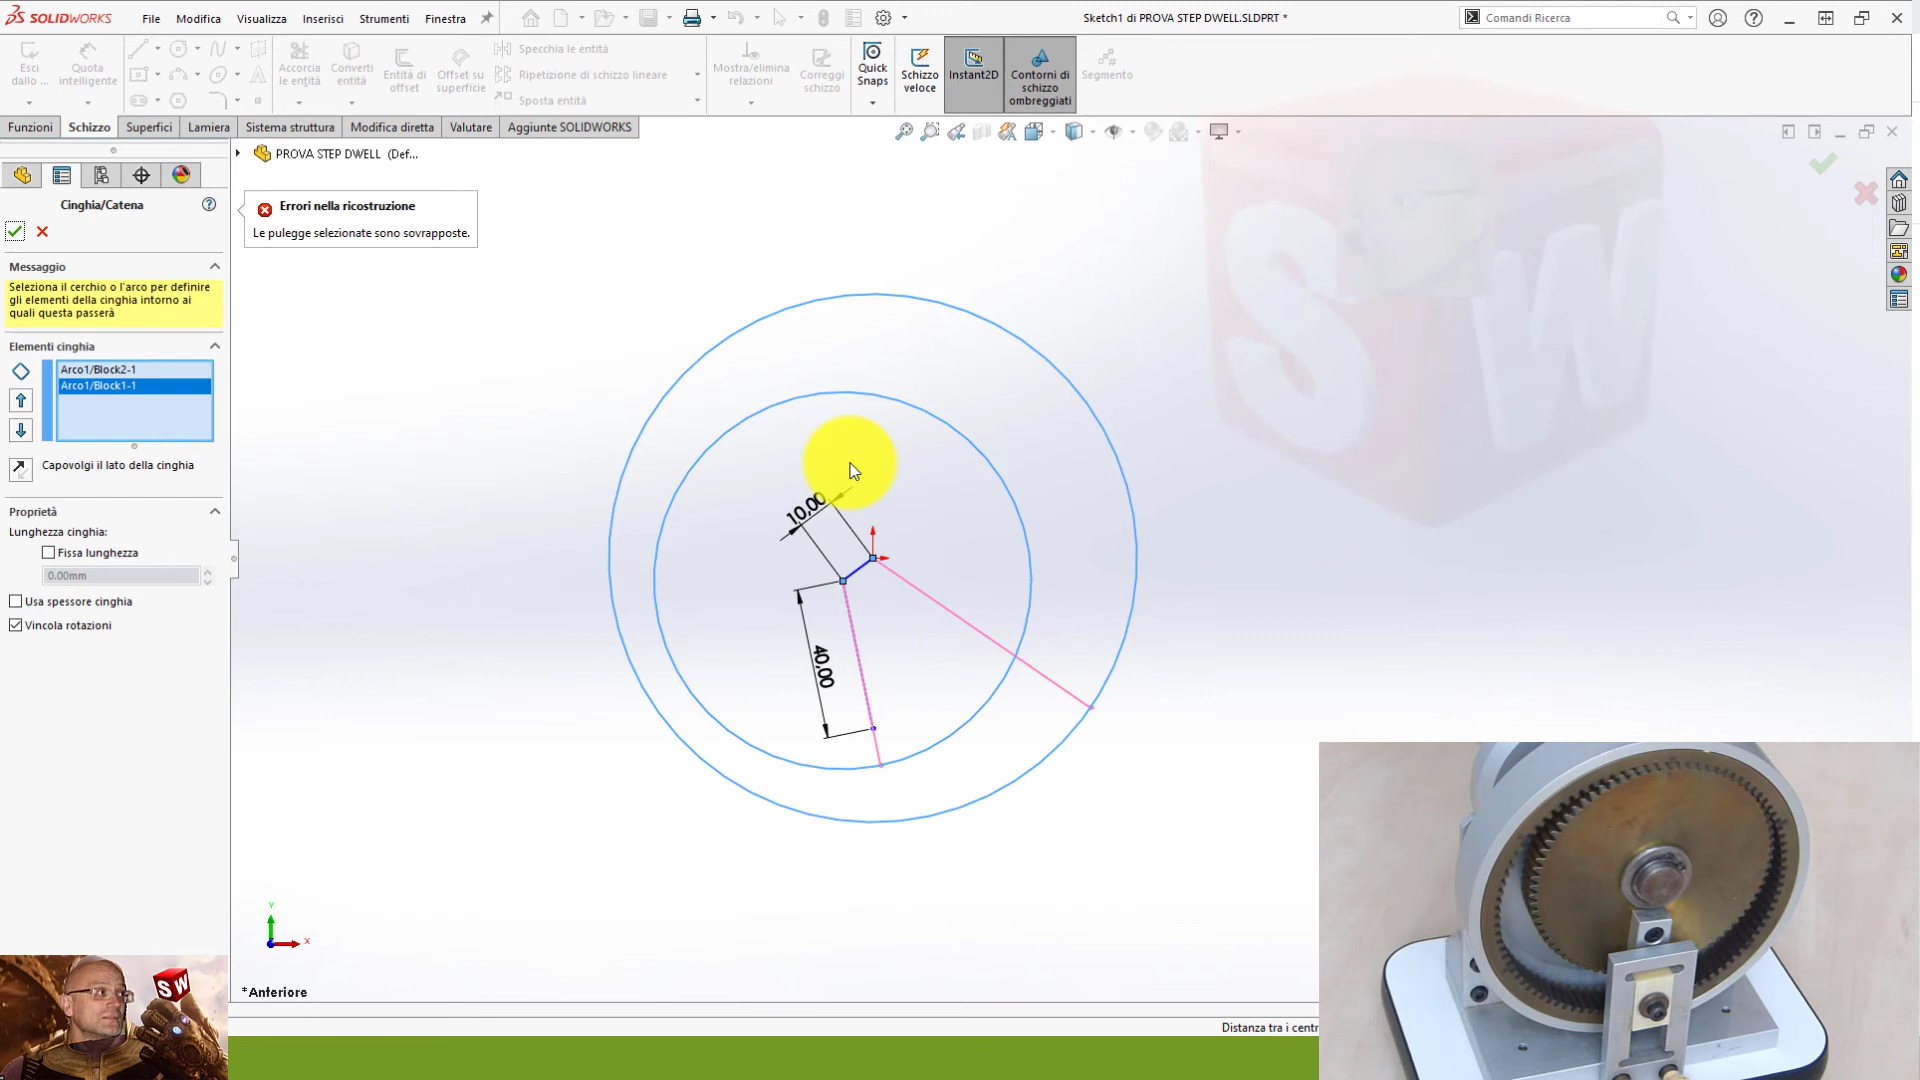 SOLIDWORKS
File Modifica Visualizza Inserisci Strumenti Finestra
Sketch1 di PROVA STEP DWELL.SLDPRT *
Comandi Ricerca
Esci dallo ...
Quota intelligente
Accorcia le entità
Converti entità
Entità di offset
Offset su superficie
Specchia le entità
Ripetizione di schizzo lineare
Sposta entità
Mostra/elimina relazioni
Correggi schizzo
Quick Snaps
Schizzo veloce
Instant2D
Contorni di schizzo ombreggiati
Segmento
Funzioni Schizzo Superfici Lamiera Sistema struttura Modifica diretta Valutare Aggiunte SOLIDWORKS
PROVA STEP DWELL (Def...
Cinghia/Catena
Errori nella ricostruzione
Le pulegge selezionate sono sovrapposte.
Messaggio
Seleziona il cerchio o l'arco per definire
gli elementi della cinghia intorno ai
quali questa passerà
Elementi cinghia
Arco1/Block2-1
Arco1/Block1-1
Capovolgi il lato della cinghia
Proprietà
Lunghezza cinghia:
Fissa lunghezza
0.00mm
Usa spessore cinghia
Vincola rotazioni
10,00
40,00
Y
X
*Anteriore
Distanza tra i centr
SW
SW